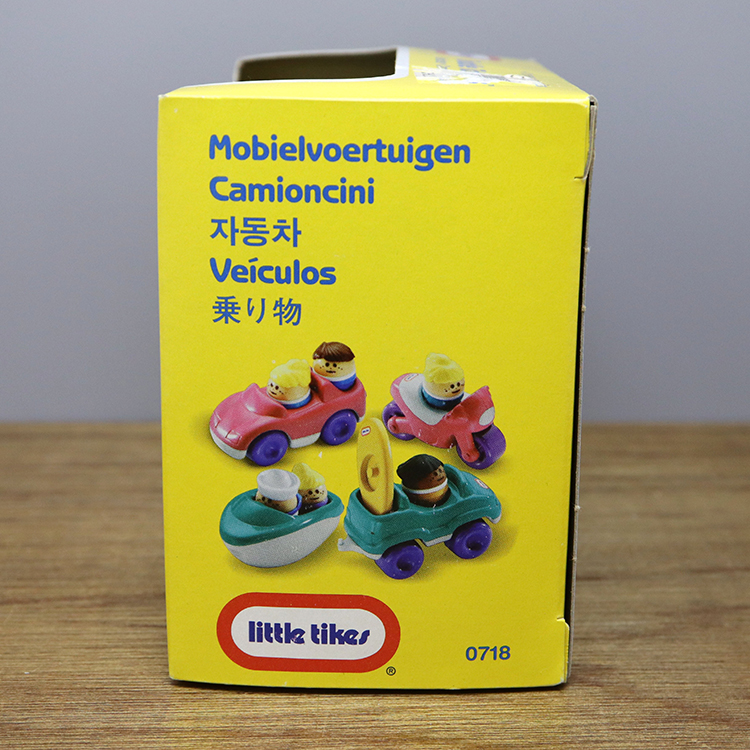 Mobielvoertuigen
Camioncini
자동차
Veículos
乗り物
little tikes
®
0718